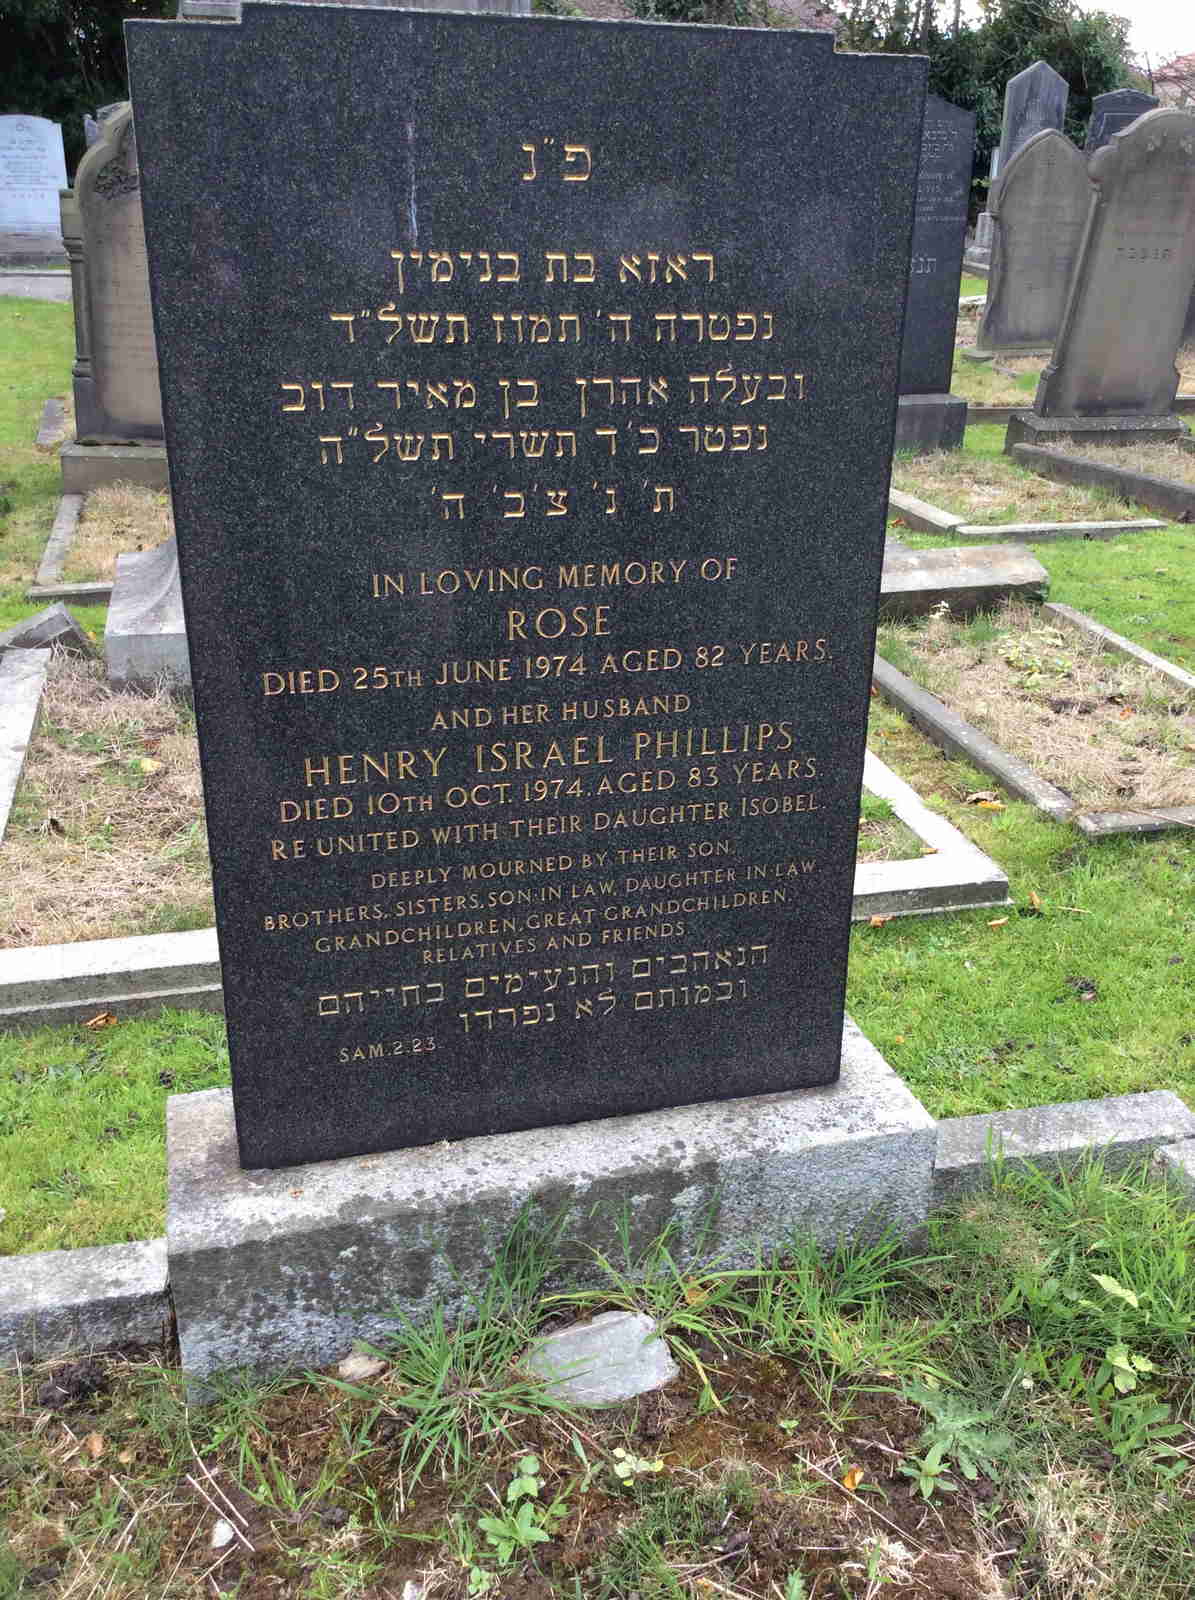 פ"נ
ראזא בת בנימין
נפטרה ה' תמוז תשל"ד
ובעלה אהרן בן מאיר דוב
נפטר כ'ד תשרי תשל"ה
ת' נ' צ'ב' ה'
IN LOVING MEMORY OF
ROSE
DIED 25TH JUNE 1974. AGED 82 YEARS.
AND HER HUSBAND
HENRY ISRAEL PHILLIPS
DIED 10TH OCT. 1974. AGED 83 YEARS.
RE UNITED WITH THEIR DAUGHTER ISOBEL.
DEEPLY MOURNED BY THEIR SON,
BROTHERS, SISTERS, SON-IN LAW, DAUGHTER IN LAW
GRANDCHILDREN, GREAT GRANDCHILDREN.
RELATIVES AND FRIENDS.
הנאהבים והנעימים בחייהם
ובמותם לא נפרדו
SAM.2.23